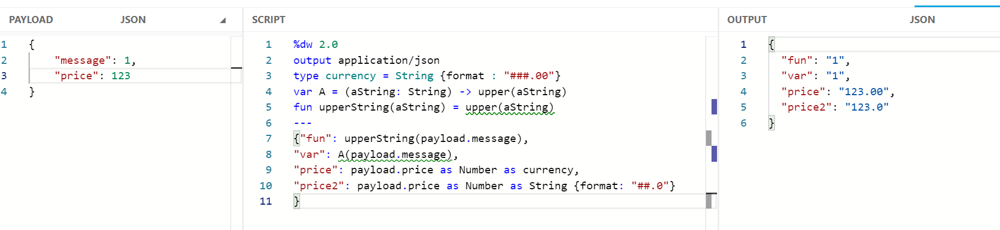 PAYLOAD JSON
1 {
2 "message": 1,
3 "price": 123
4 }
SCRIPT
1 %dw 2.0
2 output application/json
3 type currency = String {format : "###.00"}
4 var A = (aString: String) -> upper(aString)
5 fun upperString(aString) = upper(aString)
6 ---
7 {"fun": upperString(payload.message),
8 "var": A(payload.message),
9 "price": payload.price as Number as currency,
10 "price2": payload.price as Number as String {format: "##.0"}
11 }
OUTPUT JSON
1 {
2 "fun": "1",
3 "var": "1",
4 "price": "123.00",
5 "price2": "123.0"
6 }